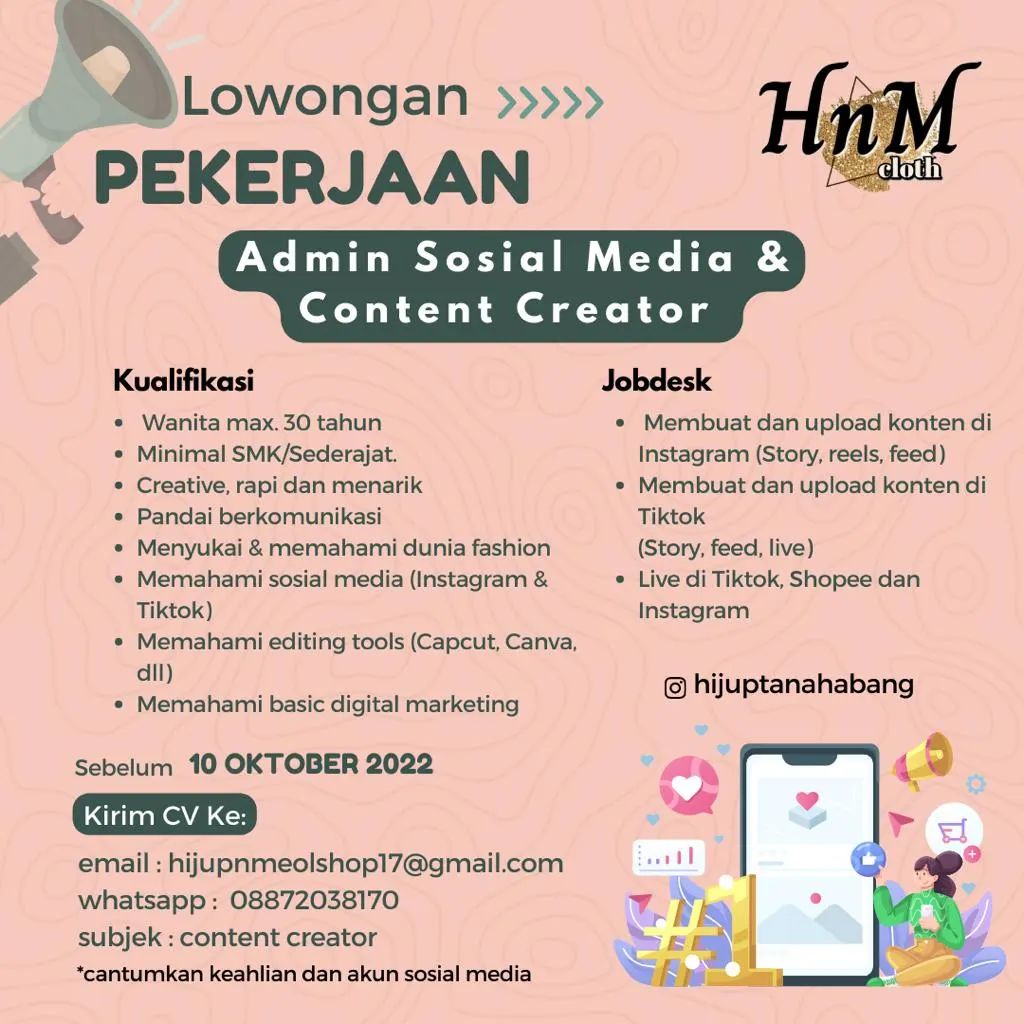 Lowongan
PEKERJAAN
HnM
cloth
Admin Sosial Media &
Content Creator
Kualifikasi
• Wanita max. 30 tahun
• Minimal SMK/Sederajat.
• Creative, rapi dan menarik
• Pandai berkomunikasi
• Menyukai & memahami dunia fashion
• Memahami sosial media (Instagram &
Tiktok)
• Memahami editing tools (Capcut, Canva,
dll)
• Memahami basic digital marketing
Jobdesk
• Membuat dan upload konten di
Instagram (Story, reels, feed)
• Membuat dan upload konten di
Tiktok
(Story, feed, live)
• Live di Tiktok, Shopee dan
Instagram
hijuptanahabang
Sebelum 10 OKTOBER 2022
Kirim CV Ke:
email : hijupnmeolshop17@gmail.com
whatsapp : 08872038170
subjek : content creator
*cantumkan keahlian dan akun sosial media
#1